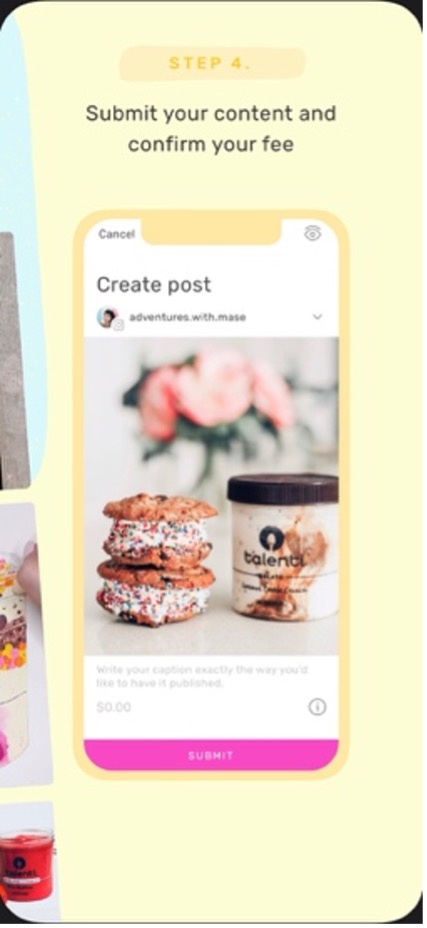 STEP 4.
Submit your content and
confirm your fee
Cancel
Create post
adventures.with.mase
talenti
Write your caption exactly the way you'd
like to have it published.
$0.00
SUBMIT